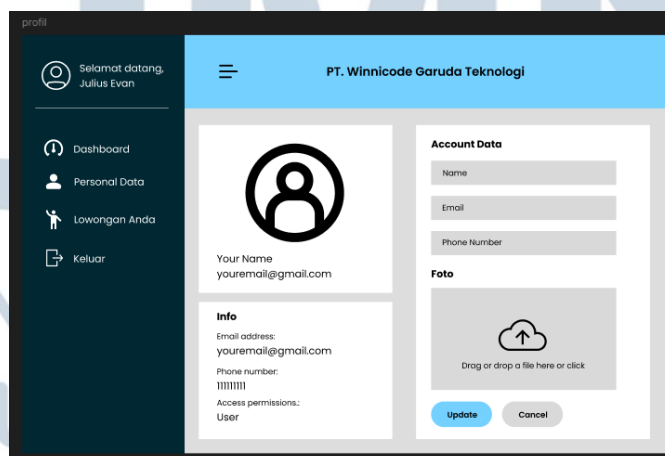 profil
Selamat datang,
Julius Evan
PT. Winnicode Garuda Teknologi
Dashboard
Personal Data
Lowongan Anda
Keluar
Your Name
youremail@gmail.com
Info
Email address:
youremail@gmail.com
Phone number:
111111111
Access permissions.:
User
Account Data
Name
Email
Phone Number
Foto
Drag or drop a file here or click
Update
Cancel